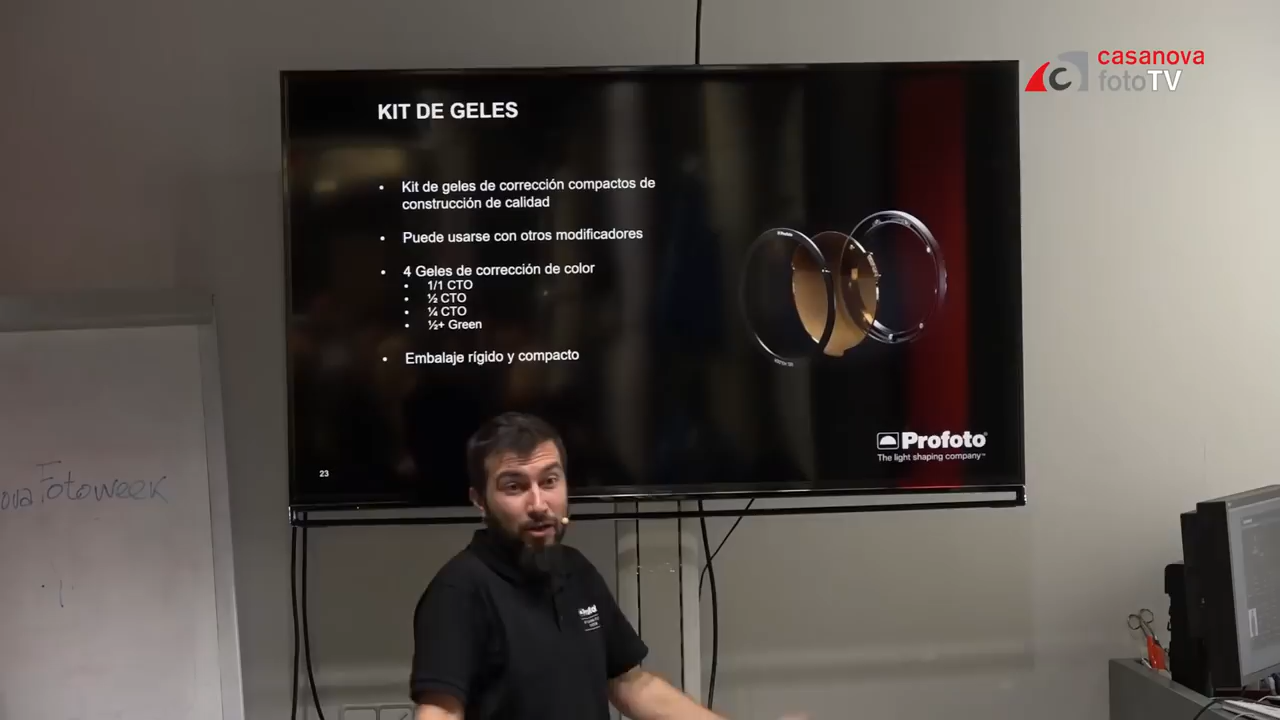 casanova
fotoTV
KIT DE GELES
• Kit de geles de corrección compactos de
construcción de calidad
• Puede usarse con otros modificadores
• 4 Geles de corrección de color
• 1/1 CTO
• ½ CTO
• ¼ CTO
• ½+ Green
• Embalaje rígido y compacto
Profoto
The light shaping company™
23
ova Fotoweek
Profoto